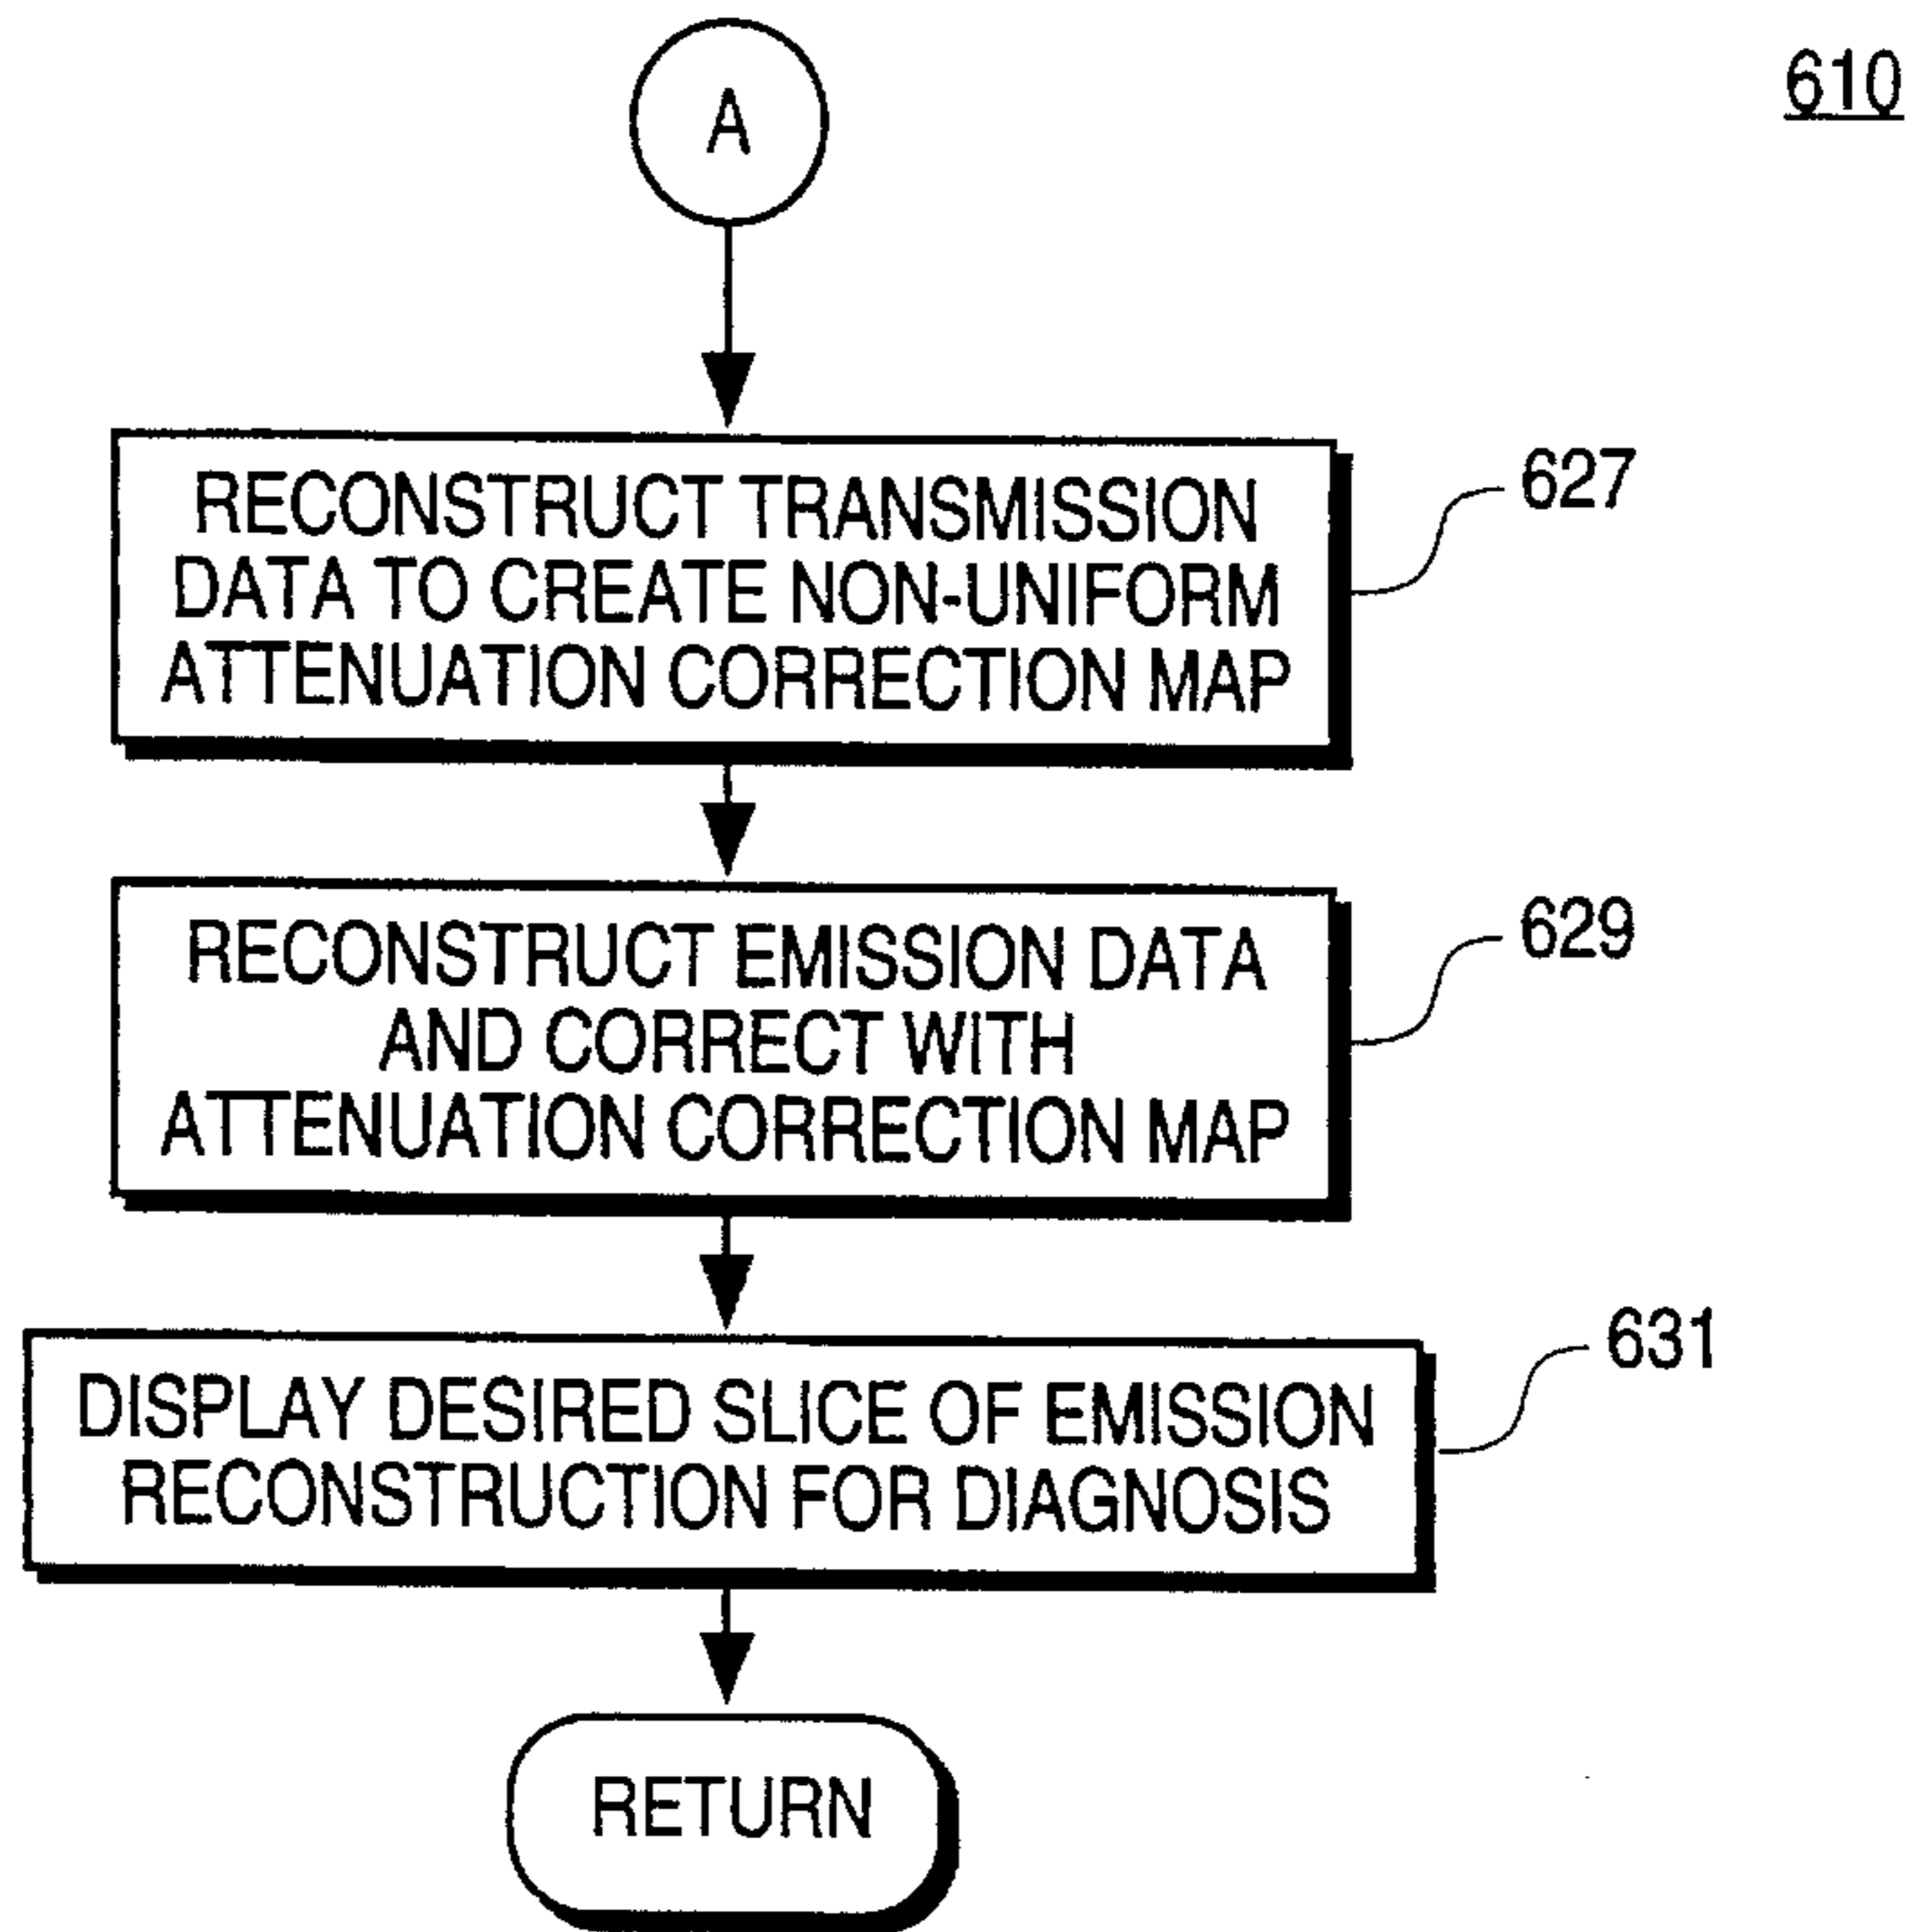 610
A
RECONSTRUCT TRANSMISSION
DATA TO CREATE NON-UNIFORM
ATTENUATION CORRECTION MAP
627
RECONSTRUCT EMISSION DATA
AND CORRECT WITH
ATTENUATION CORRECTION MAP
629
DISPLAY DESIRED SLICE OF EMISSION
RECONSTRUCTION FOR DIAGNOSIS
631
RETURN